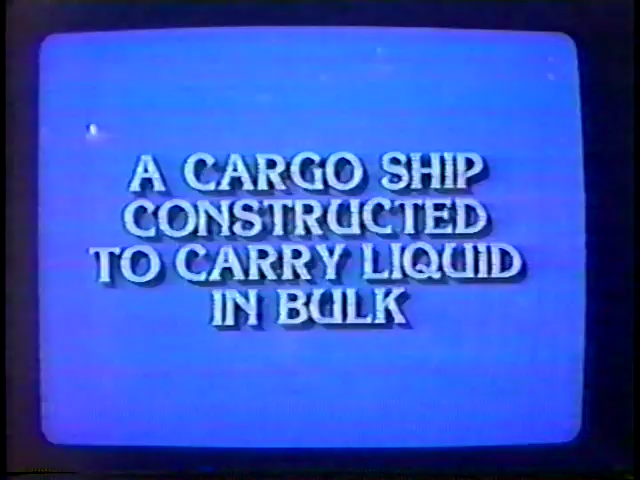 A CARGO SHIP
CONSTRUCTED
TO CARRY LIQUID
IN BULK